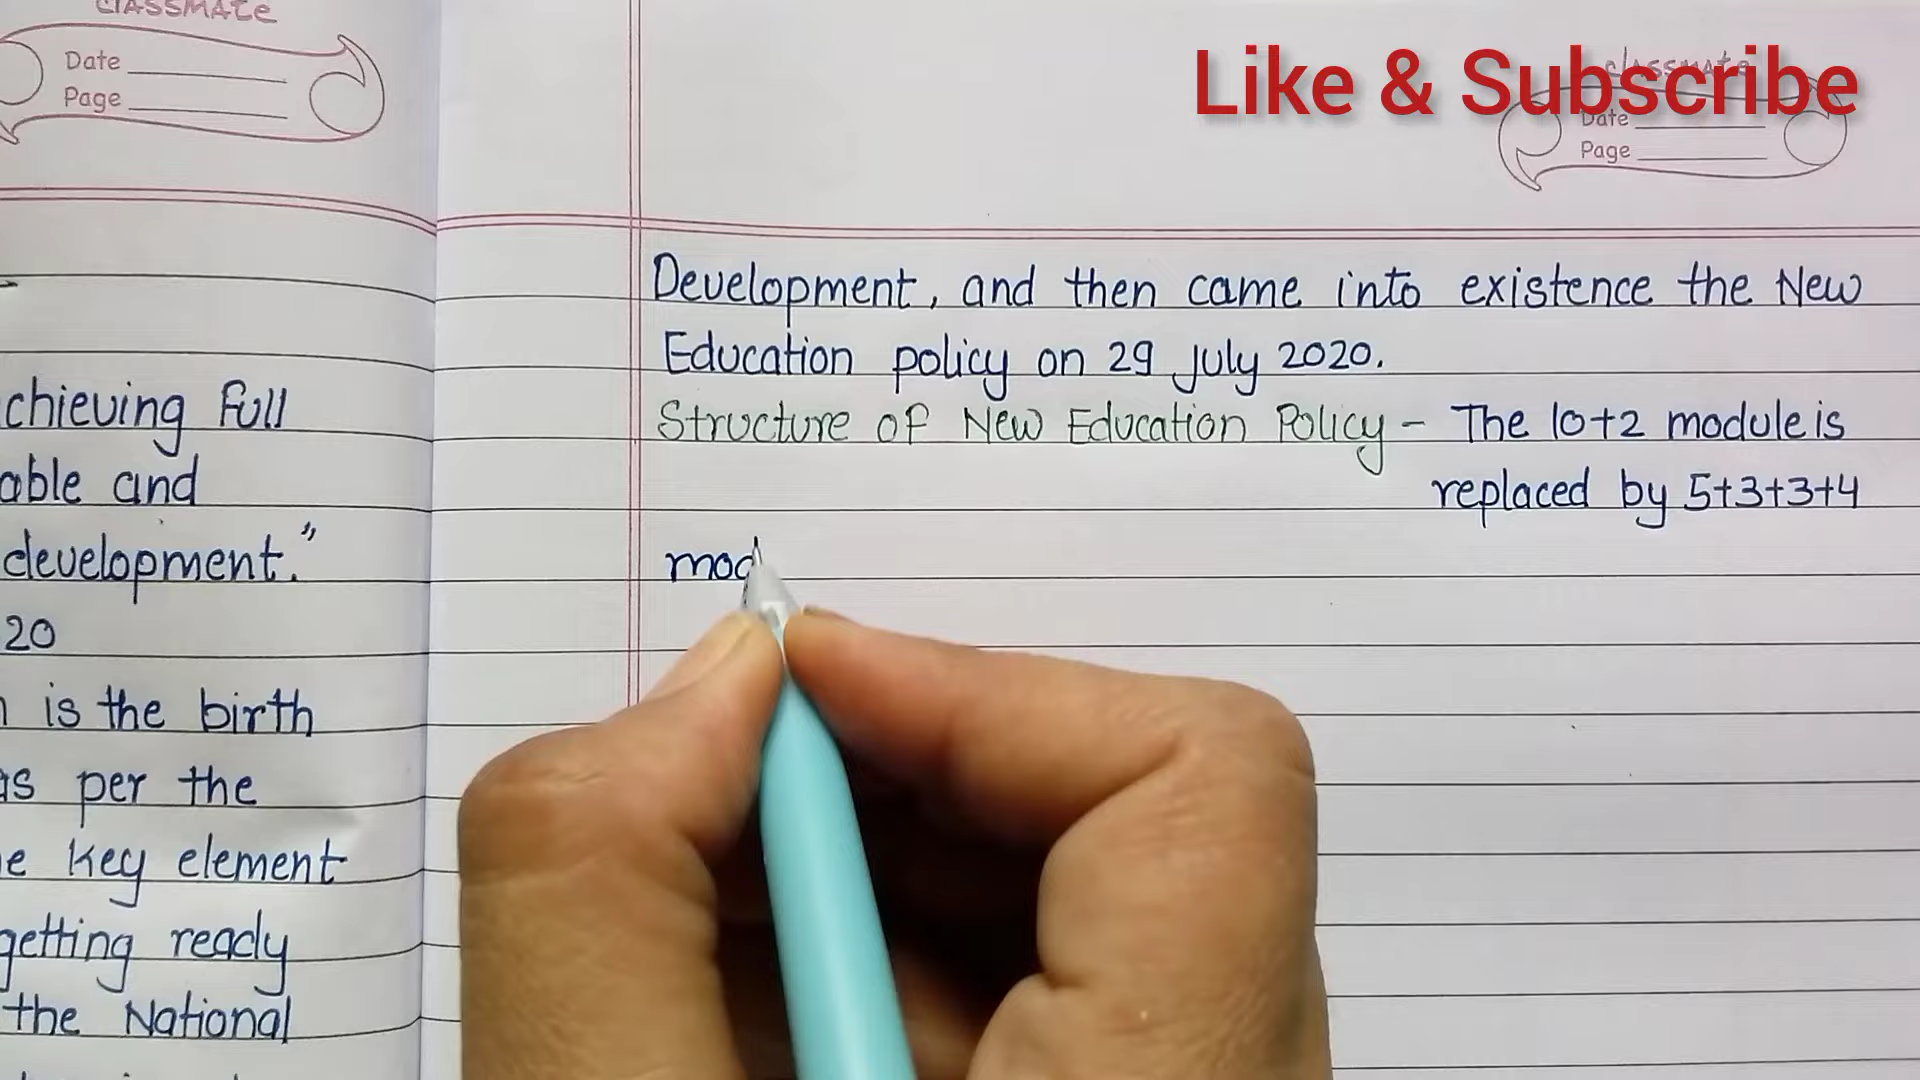 classmate
Date
Page
chieving Full
able and
development."
20
is the birth
as per the
e key element
getting ready
the National
Like & Subscribe
classmate
Date
Page
Development, and then came into existence the New
Education policy on 29 july 2020.
Structure of New Education Policy - The 10+2 module is
replaced by 5+3+3+4
mod